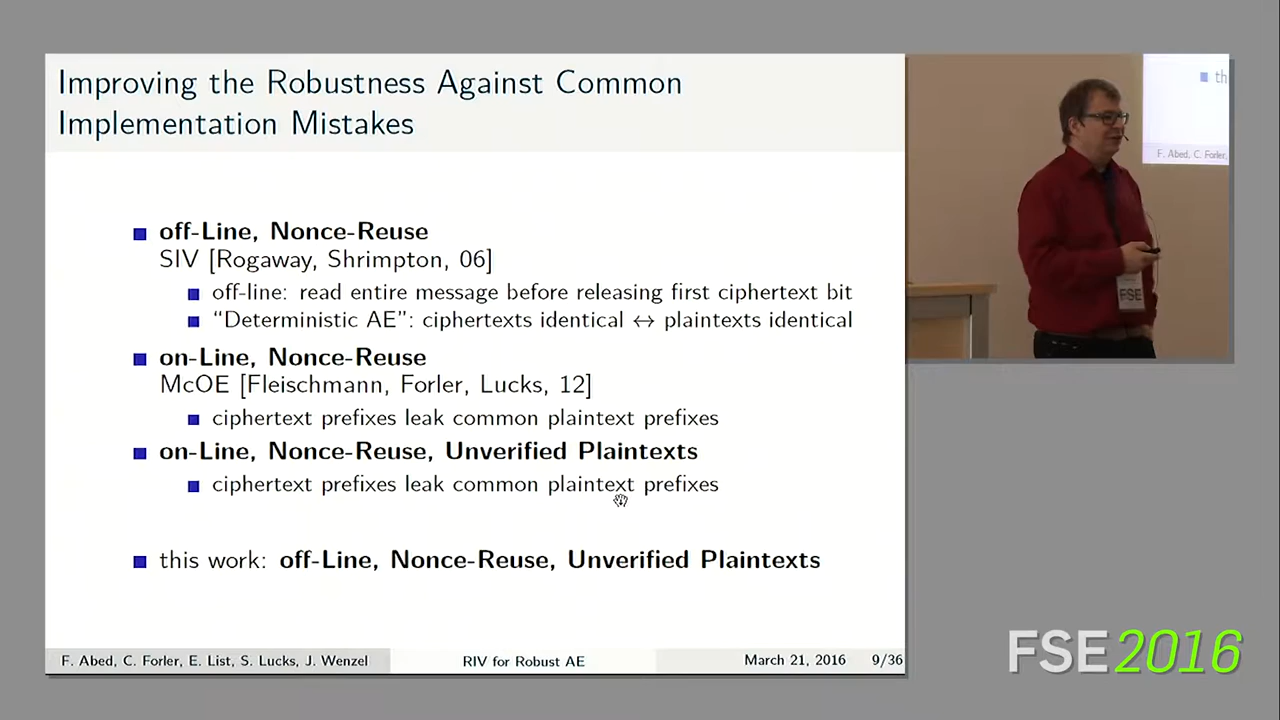 Improving the Robustness Against Common
Implementation Mistakes
off-Line, Nonce-Reuse
SIV [Rogaway, Shrimpton, 06]
off-line: read entire message before releasing first ciphertext bit
“Deterministic AE”: ciphertexts identical ↔ plaintexts identical
on-Line, Nonce-Reuse
McOE [Fleischmann, Forler, Lucks, 12]
ciphertext prefixes leak common plaintext prefixes
on-Line, Nonce-Reuse, Unverified Plaintexts
ciphertext prefixes leak common plaintext prefixes
this work: off-Line, Nonce-Reuse, Unverified Plaintexts
F. Abed, C. Forler, E. List, S. Lucks, J. Wenzel
RIV for Robust AE
March 21, 2016 9/36
th
F. Abed, C. Forler,
FSE
FSE2016